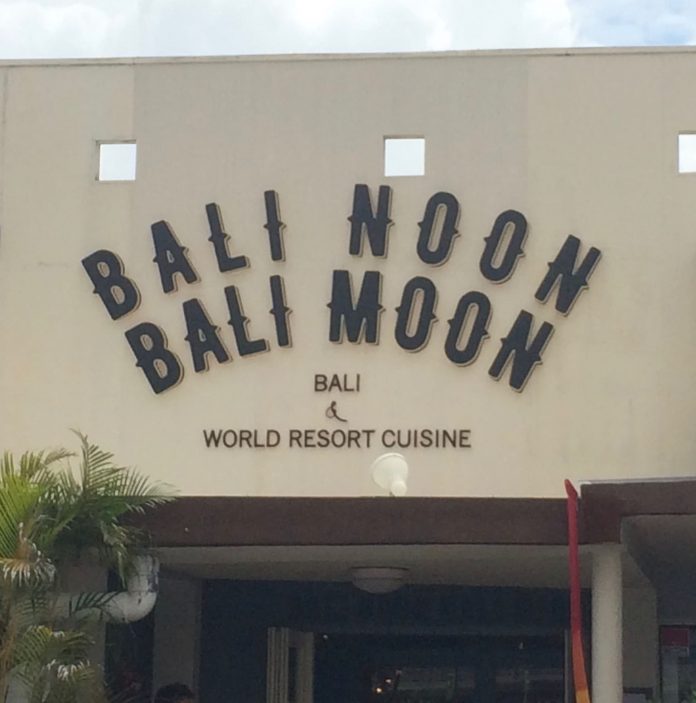 BALI NOON
BALI MOON
BALI
&
WORLD RESORT CUISINE